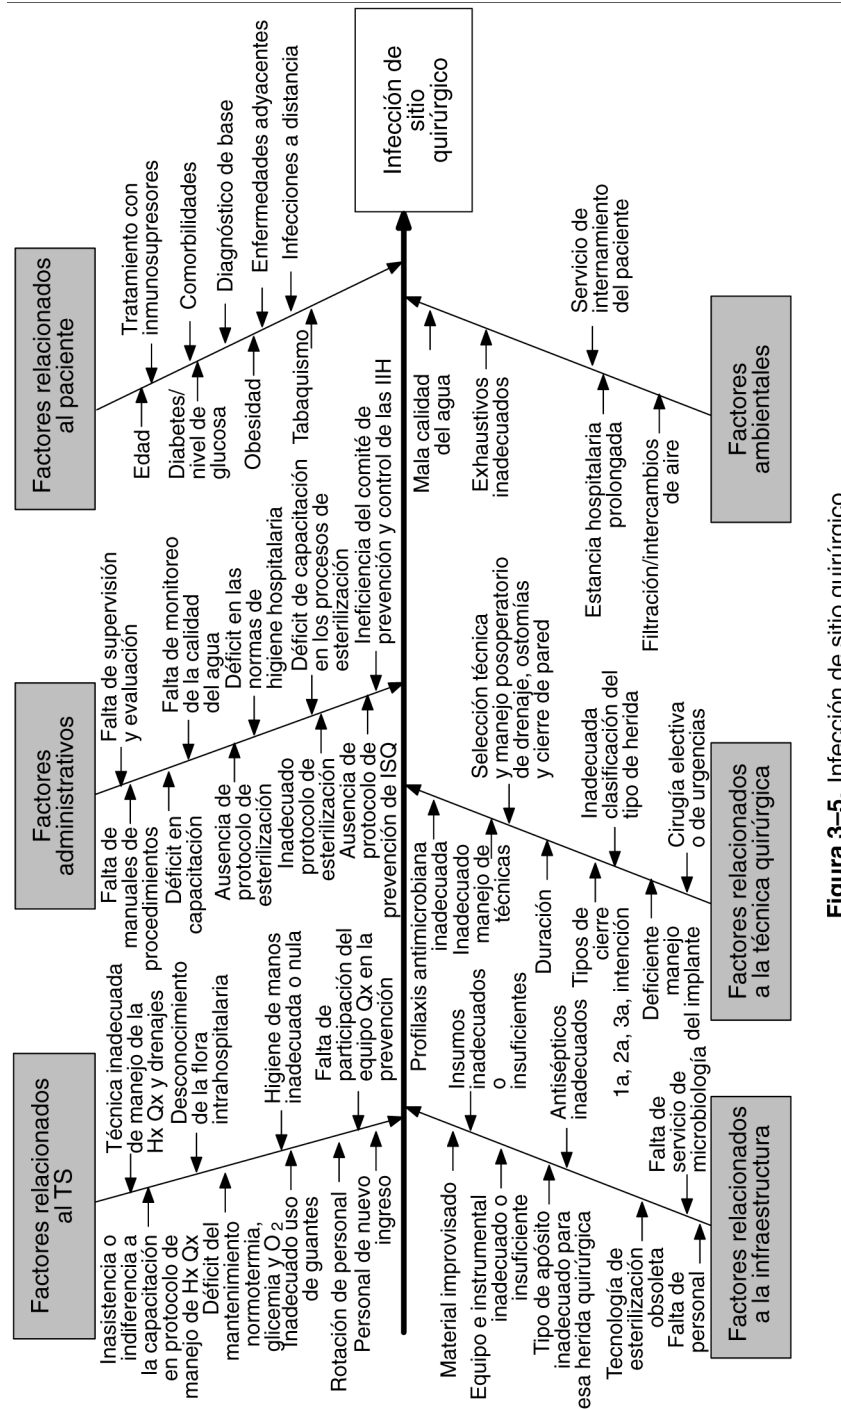 Factores relacionados
al TS
Inasistencia o
indiferencia a
la capacitación
en protocolo de
manejo de Hx Qx
Déficit del
mantenimiento
normotermia,
glicemia y O2
Inadecuado uso
de guantes
Rotación de personal
Personal de nuevo
ingreso
Técnica inadecuada
de manejo de la
Hx Qx y drenajes
Desconocimiento
de la flora
intrahospitalaria
Higiene de manos
inadecuada o nula
Falta de
participación del
equipo Qx en la
prevención
Factores
administrativos
Falta de
manuales de
procedimientos
Déficit en
capacitación
Ausencia de
protocolo de
esterilización
Inadecuado
protocolo de
esterilización
Ausencia de
protocolo de
prevención de ISQ
Falta de supervisión
y evaluación
Falta de monitoreo
de la calidad
del agua
Déficit en las
normas de
higiene hospitalaria
Déficit de capacitación
en los procesos de
esterilización
Ineficiencia del comité de
prevención y control de las IIH
Factores relacionados
al paciente
Edad
Diabetes/
nivel de
glucosa
Obesidad
Tabaquismo
Tratamiento con
inmunosupresores
Comorbilidades
Diagnóstico de base
Enfermedades adyacentes
Infecciones a distancia
Infección de
sitio
quirúrgico
Material improvisado
Equipo e instrumental
inadecuado o
insuficiente
Tipo de apósito
inadecuado para
esa herida quirúrgica
Tecnología de
esterilización
obsoleta
Falta de
personal
Insumos
inadecuados
o
insuficientes
Antisépticos
inadecuados
Falta de
servicio de
microbiología
Factores relacionados
a la infraestructura
Profilaxis antimicrobiana
inadecuada
Inadecuado
manejo de
técnicas
Duración
Tipos de
cierre
1a, 2a, 3a, intención
Deficiente
manejo
del implante
Selección técnica
y manejo posoperatorio
de drenaje, ostomías
y cierre de pared
Inadecuada
clasificación del
tipo de herida
Cirugía electiva
o de urgencias
Factores relacionados
a la técnica quirúrgica
Mala calidad
del agua
Exhaustivos
inadecuados
Estancia hospitalaria
prolongada
Filtración/intercambios
de aire
Servicio de
internamiento
del paciente
Factores
ambientales
Figura 3–5. Infección de sitio quirúrgico